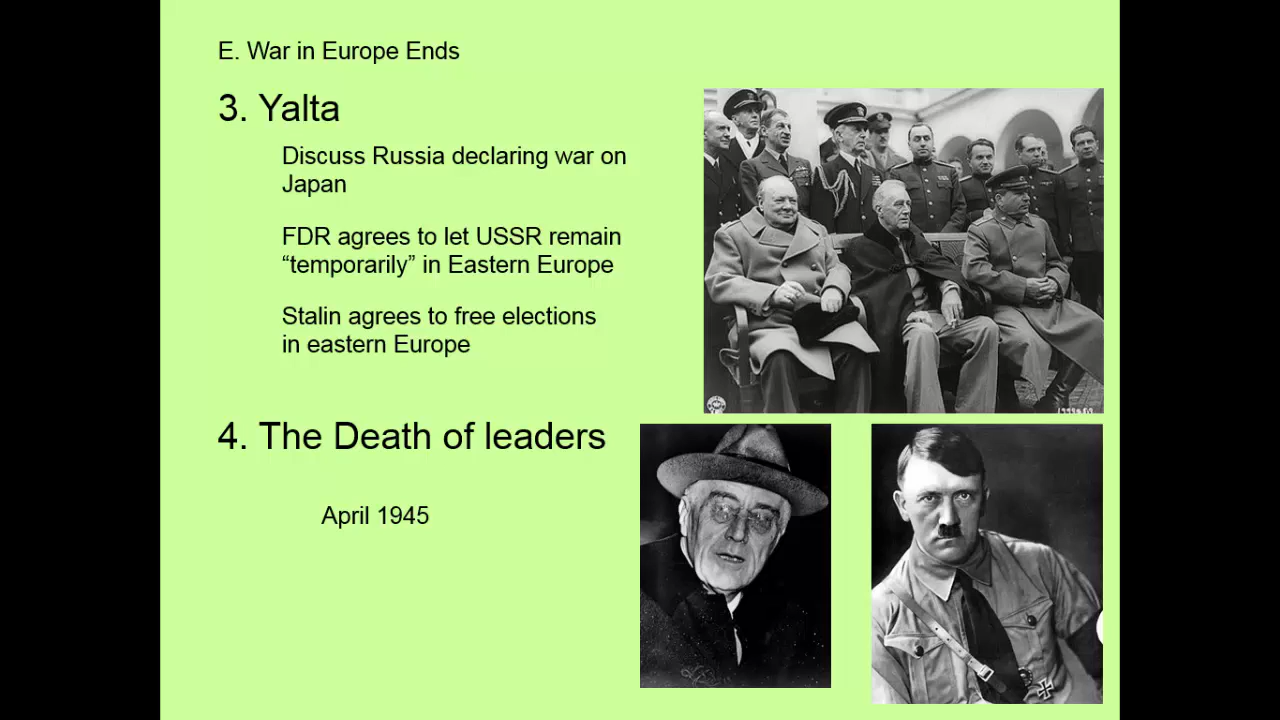 E. War in Europe Ends
3. Yalta
Discuss Russia declaring war on
Japan
FDR agrees to let USSR remain
“temporarily” in Eastern Europe
Stalin agrees to free elections
in eastern Europe
4. The Death of leaders
April 1945